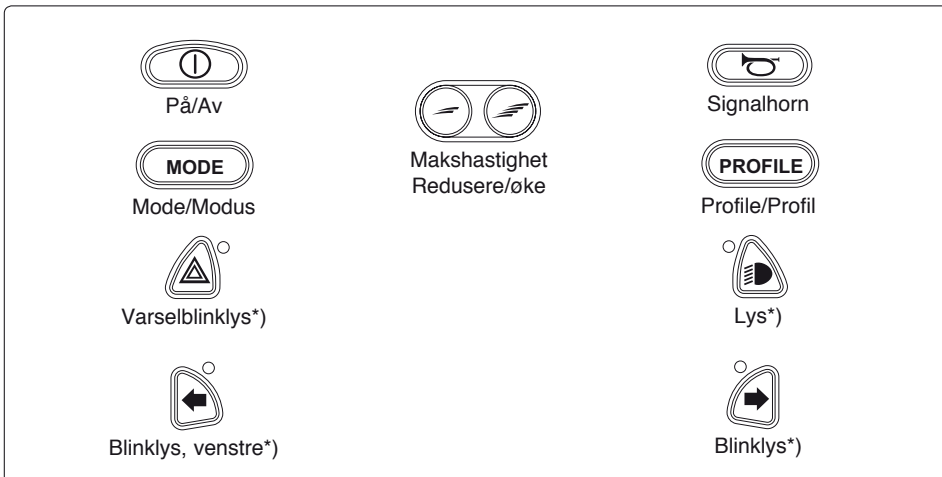 På/Av
Makshastighet
Redusere/øke
Signalhorn
MODE
Mode/Modus
PROFILE
Profile/Profil
Varselblinklys*)
Lys*)
Blinklys, venstre*)
Blinklys*)